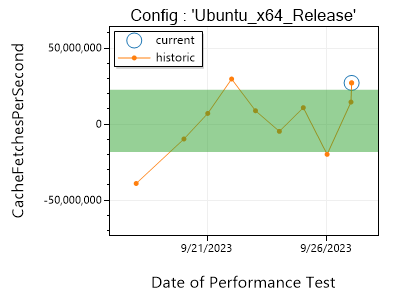 Config : 'Ubuntu_x64_Release'
CacheFetchesPerSecond
50,000,000
0
-50,000,000
current
historic
9/21/2023
9/26/2023
Date of Performance Test